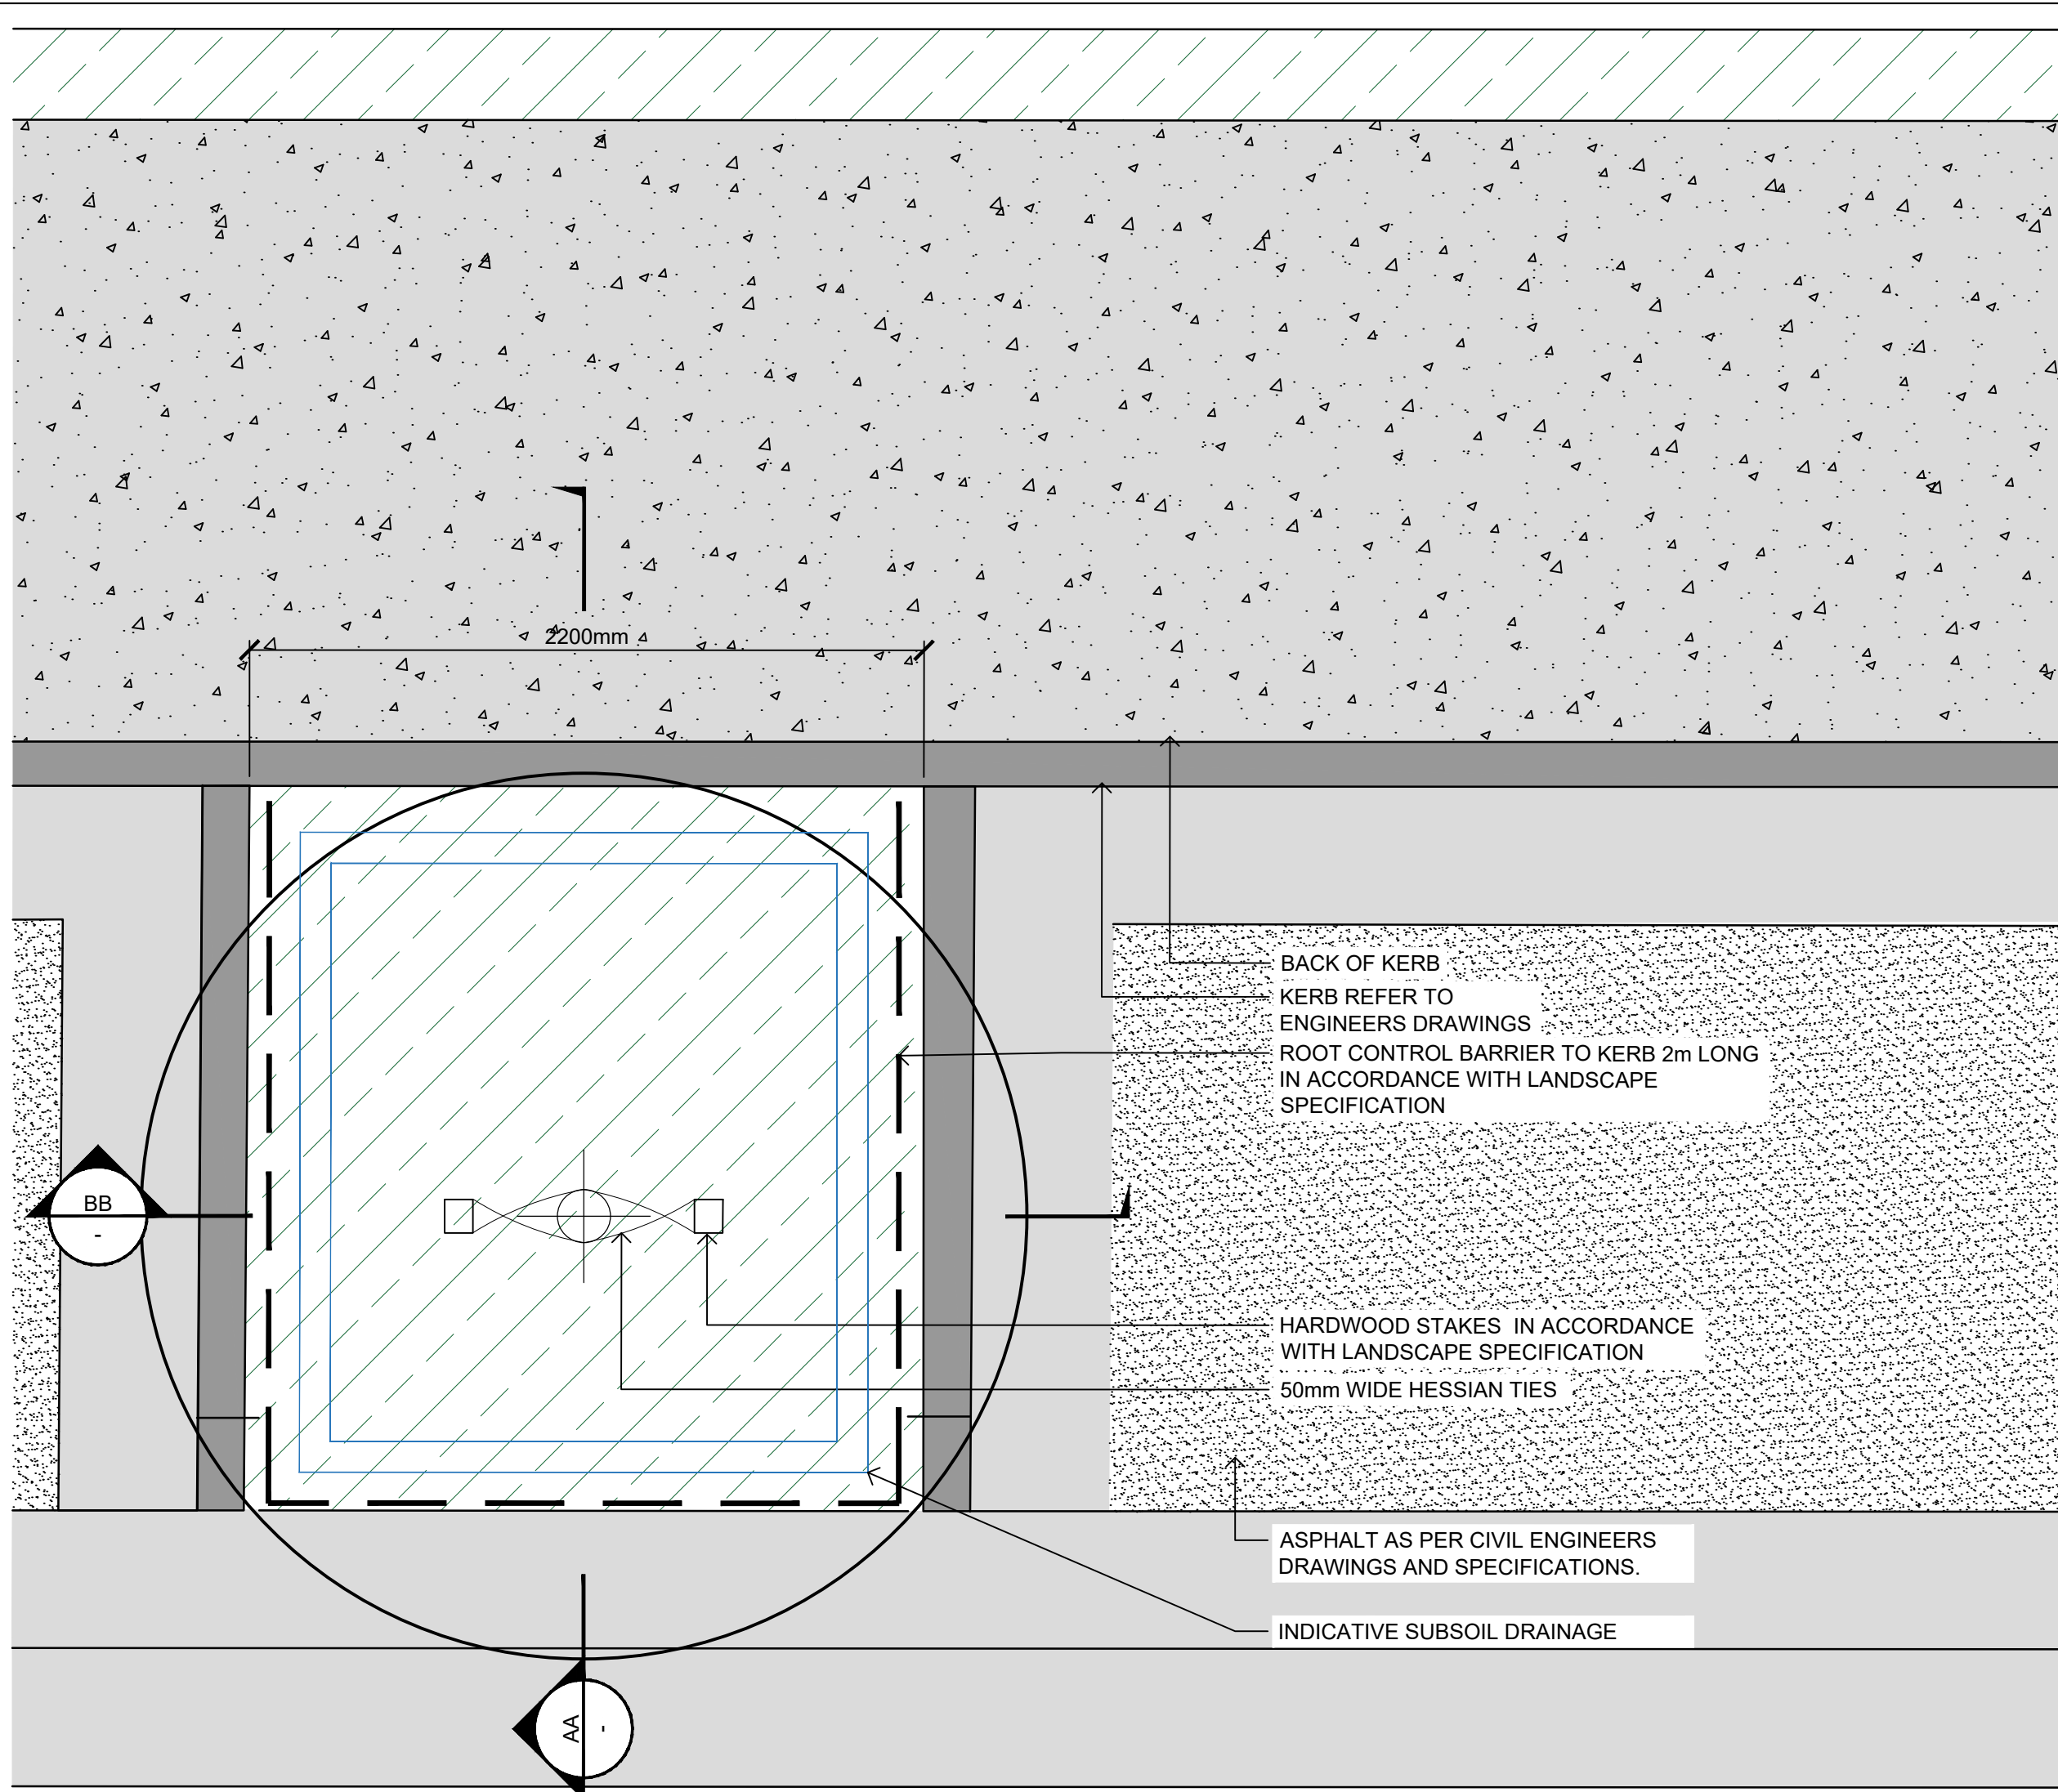 2200mm
BACK OF KERB
KERB REFER TO
ENGINEERS DRAWINGS
ROOT CONTROL BARRIER TO KERB 2m LONG
IN ACCORDANCE WITH LANDSCAPE
SPECIFICATION
BB
-
HARDWOOD STAKES IN ACCORDANCE
WITH LANDSCAPE SPECIFICATION
50mm WIDE HESSIAN TIES
ASPHALT AS PER CIVIL ENGINEERS
DRAWINGS AND SPECIFICATIONS.
INDICATIVE SUBSOIL DRAINAGE
AA
-